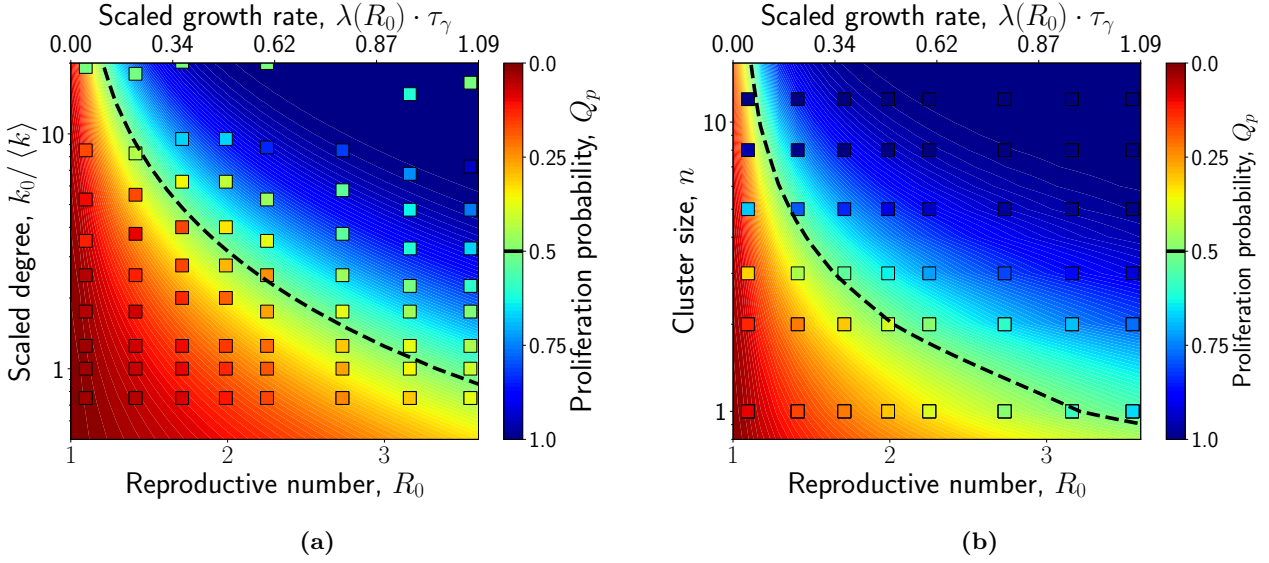 Scaled growth rate, λ(R₀) · τᵧ
0.00 0.34 0.62 0.87 1.09
Scaled degree, k₀/ ⟨k⟩
10
1
1 2 3
Reproductive number, R₀
0.0
0.25
0.5
0.75
1.0
Proliferation probability, Qₚ
(a)
Scaled growth rate, λ(R₀) · τᵧ
0.00 0.34 0.62 0.87 1.09
Cluster size, n
10
1
1 2 3
Reproductive number, R₀
0.0
0.25
0.5
0.75
1.0
Proliferation probability, Qₚ
(b)